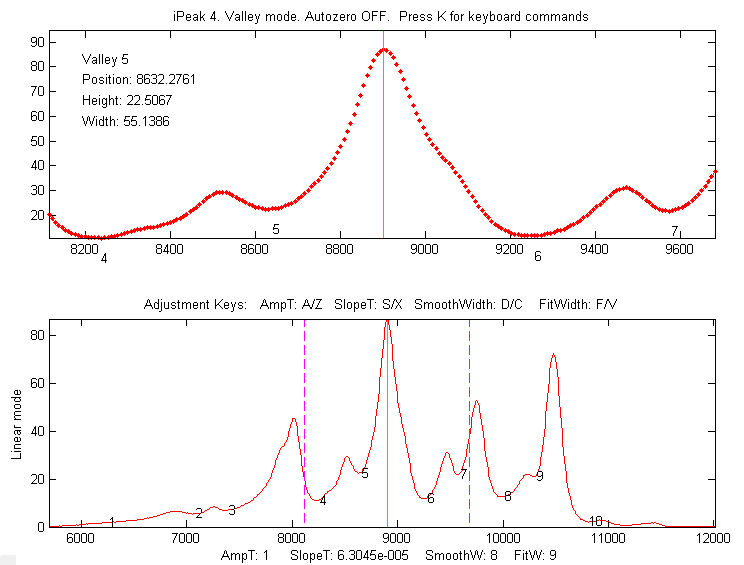 iPeak 4. Valley mode. Autozero OFF. Press K for keyboard commands
90
80
70
60
50
40
30
20
Valley 5
Position: 8632.2761
Height: 22.5067
Width: 55.1386
5
7
4
6
8200 8400 8600 8800 9000 9200 9400 9600
Adjustment Keys: AmpT: A/Z SlopeT: S/X SmoothWidth: D/C FitWidth: F/V
Linear mode
80
60
40
20
0
1 2 3 4 5 6 7 8 9 10
6000 7000 8000 9000 10000 11000 12000
AmpT: 1 SlopeT: 6.3045e-005 SmoothW: 8 FitW: 9